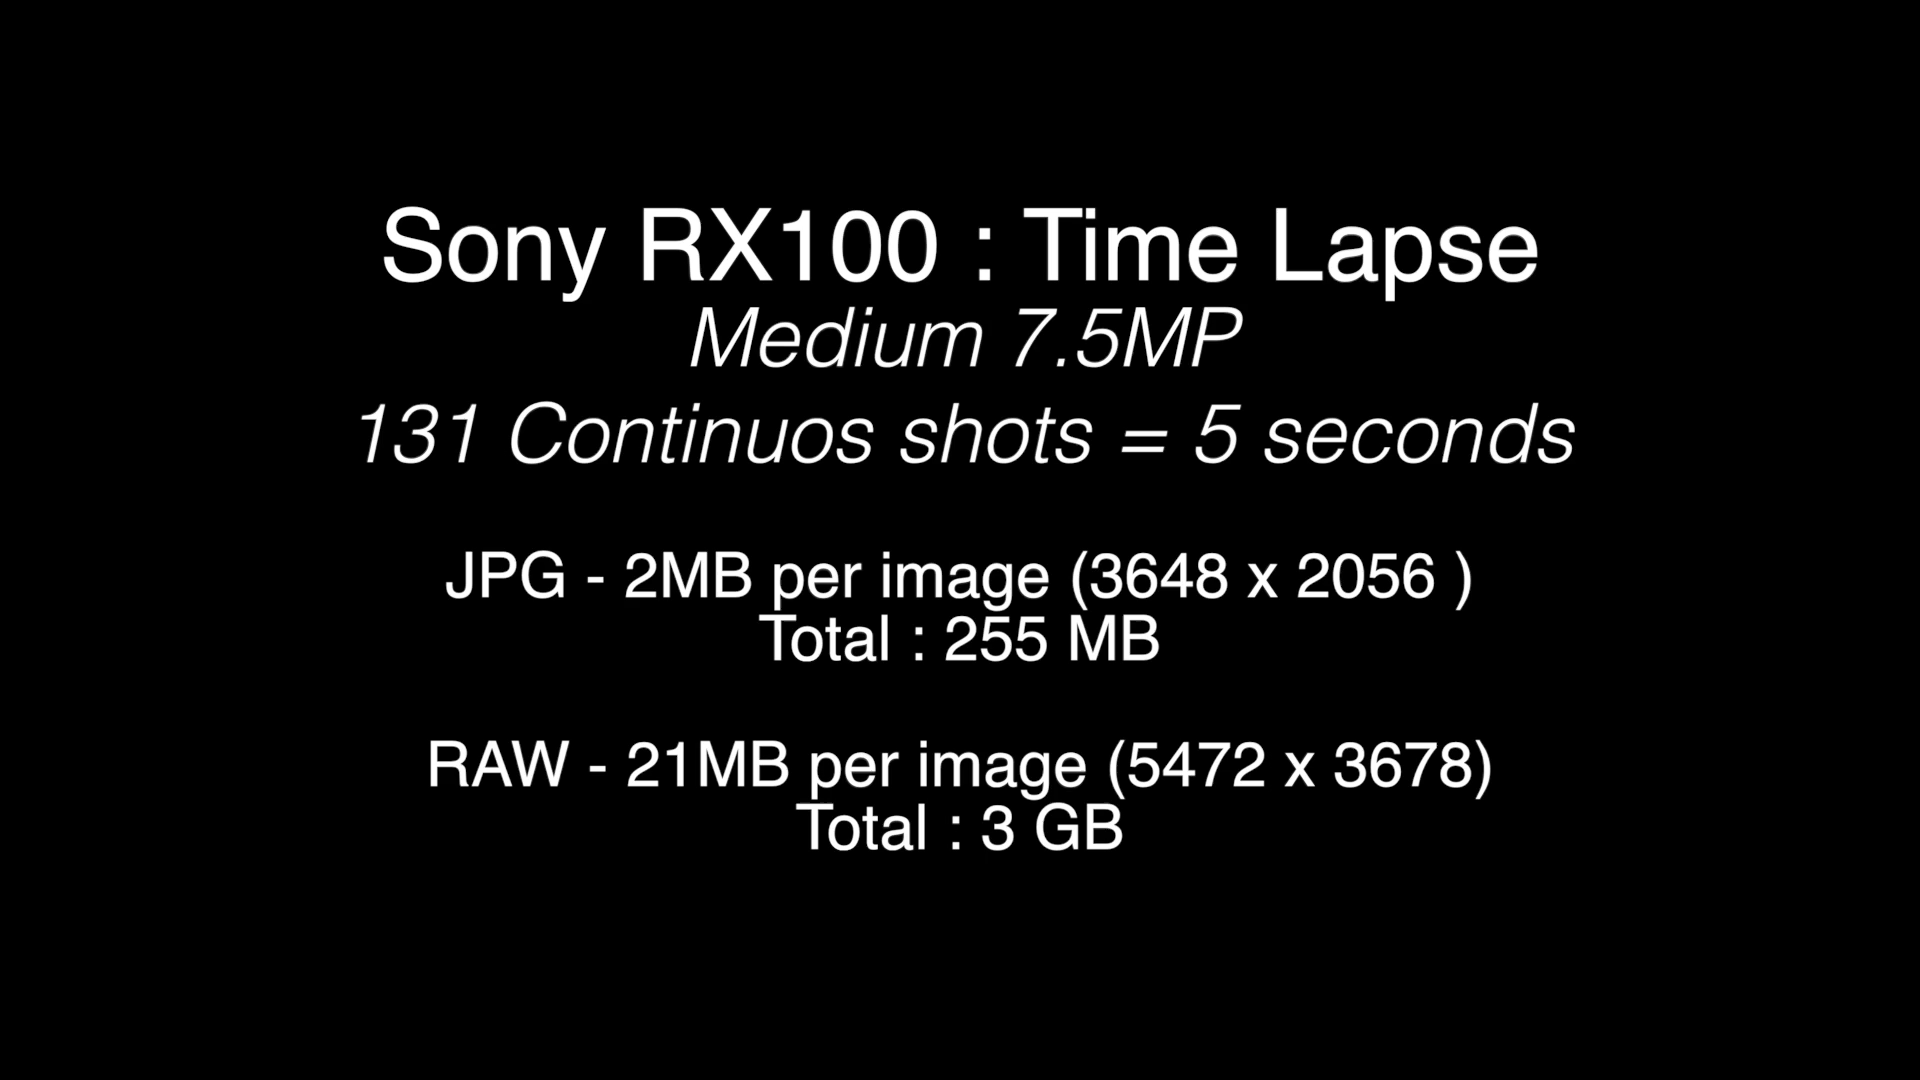 Sony RX100 : Time Lapse
Medium 7.5MP
131 Continuos shots = 5 seconds
JPG - 2MB per image (3648 x 2056 )
Total : 255 MB
RAW - 21MB per image (5472 x 3678)
Total : 3 GB